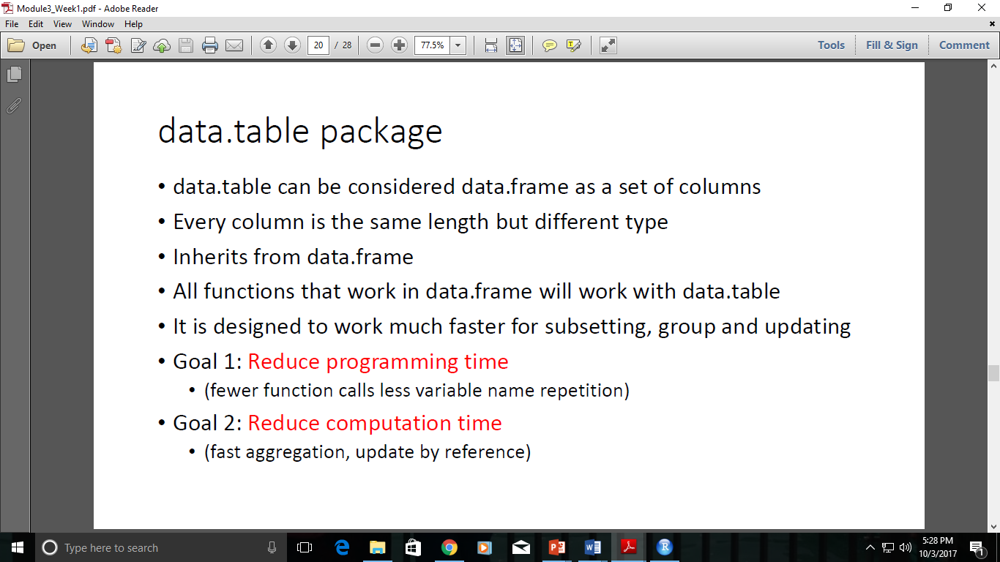 Module3_Week1.pdf - Adobe Reader
File Edit View Window Help
Open 20 / 28 77.5% Tools Fill & Sign Comment
data.table package
• data.table can be considered data.frame as a set of columns
• Every column is the same length but different type
• Inherits from data.frame
• All functions that work in data.frame will work with data.table
• It is designed to work much faster for subsetting, group and updating
• Goal 1: Reduce programming time
• (fewer function calls less variable name repetition)
• Goal 2: Reduce computation time
• (fast aggregation, update by reference)
Type here to search
5:28 PM
10/3/2017
1